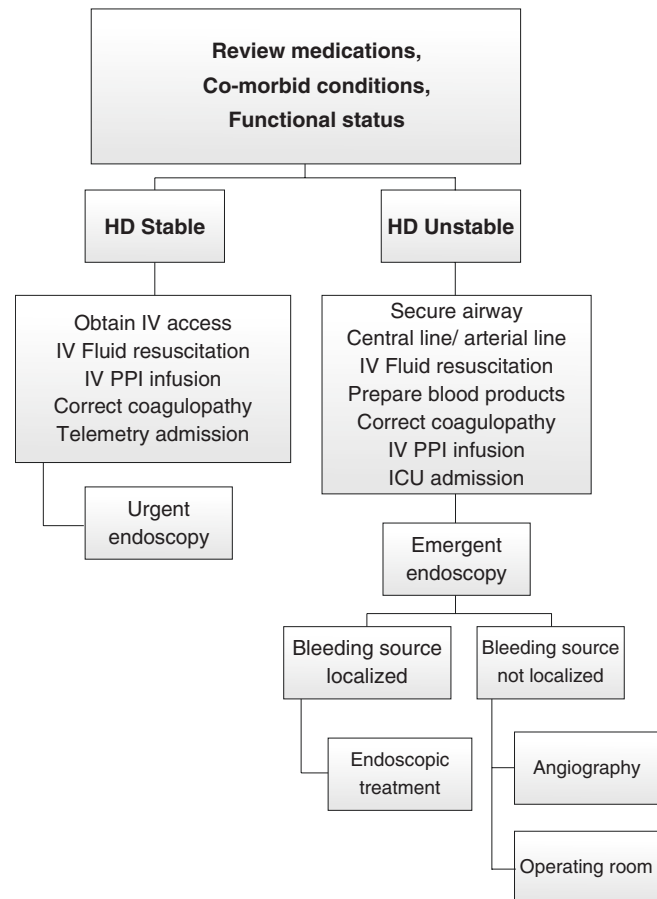 Review medications,
Co-morbid conditions,
Functional status
HD Stable
HD Unstable
Obtain IV access
IV Fluid resuscitation
IV PPI infusion
Correct coagulopathy
Telemetry admission
Secure airway
Central line/ arterial line
IV Fluid resuscitation
Prepare blood products
Correct coagulopathy
IV PPI infusion
ICU admission
Urgent
endoscopy
Emergent
endoscopy
Bleeding source
localized
Bleeding source
not localized
Endoscopic
treatment
Angiography
Operating room